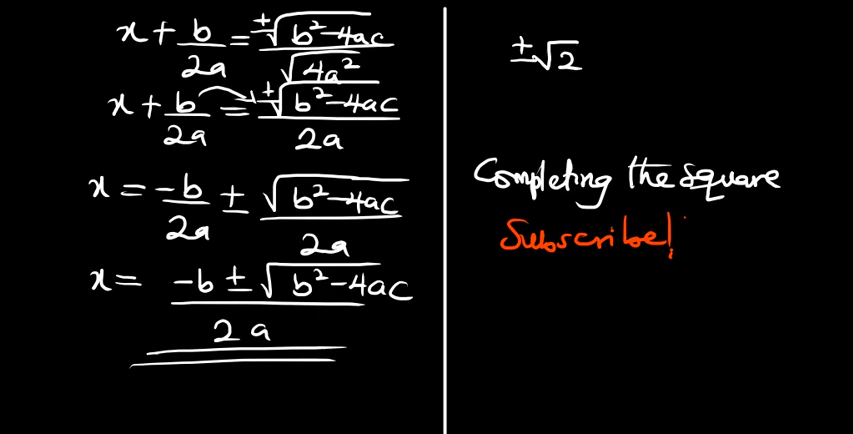 x + b/2a = ±√(b²-4ac)/√(4a²)
x + b/2a = ±√(b²-4ac)/2a
x = -b/2a ± √(b²-4ac)/2a
x = (-b ± √(b²-4ac))/2a
±√2
Completing the square
Subscribe!